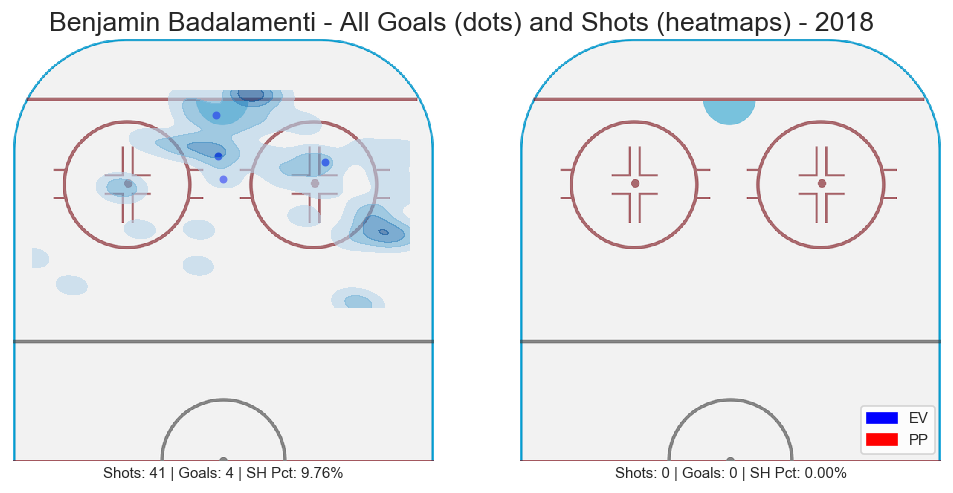 Benjamin Badalamenti - All Goals (dots) and Shots (heatmaps) - 2018
EV
PP
Shots: 41 | Goals: 4 | SH Pct: 9.76%
Shots: 0 | Goals: 0 | SH Pct: 0.00%